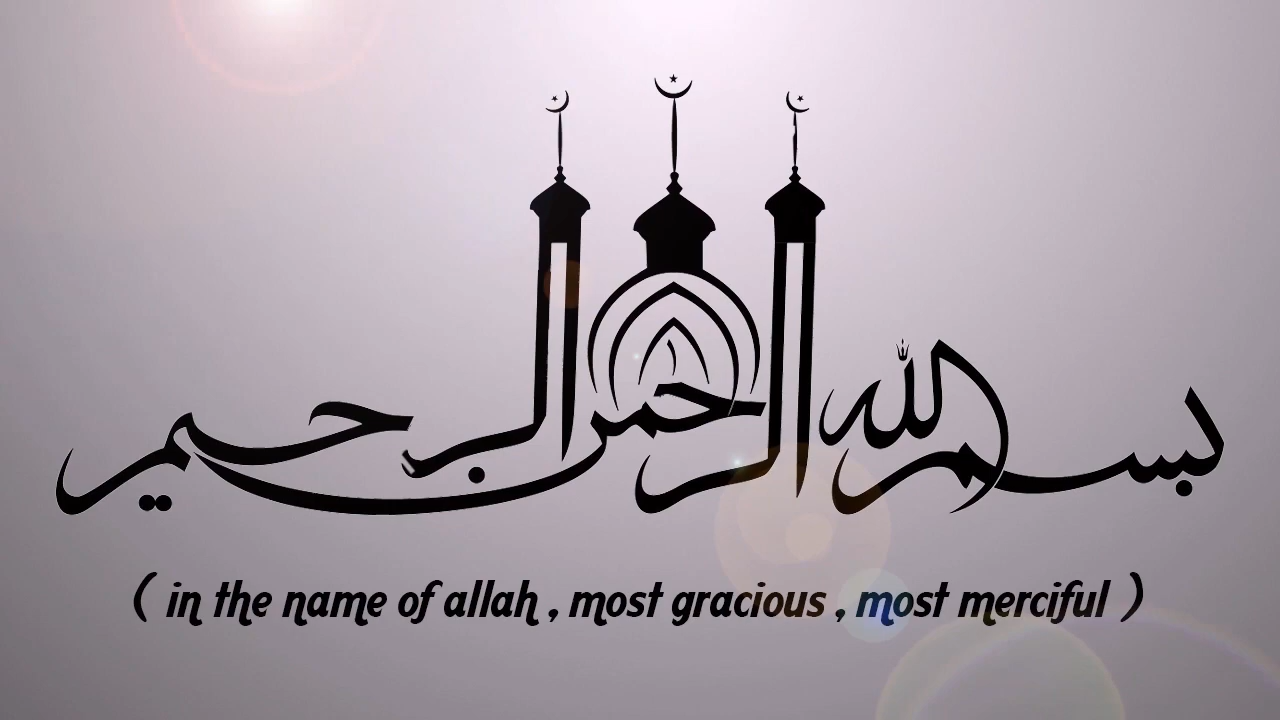 بسم الله الرحمن الرحيم
( in the name of allah , most gracious , most merciful )